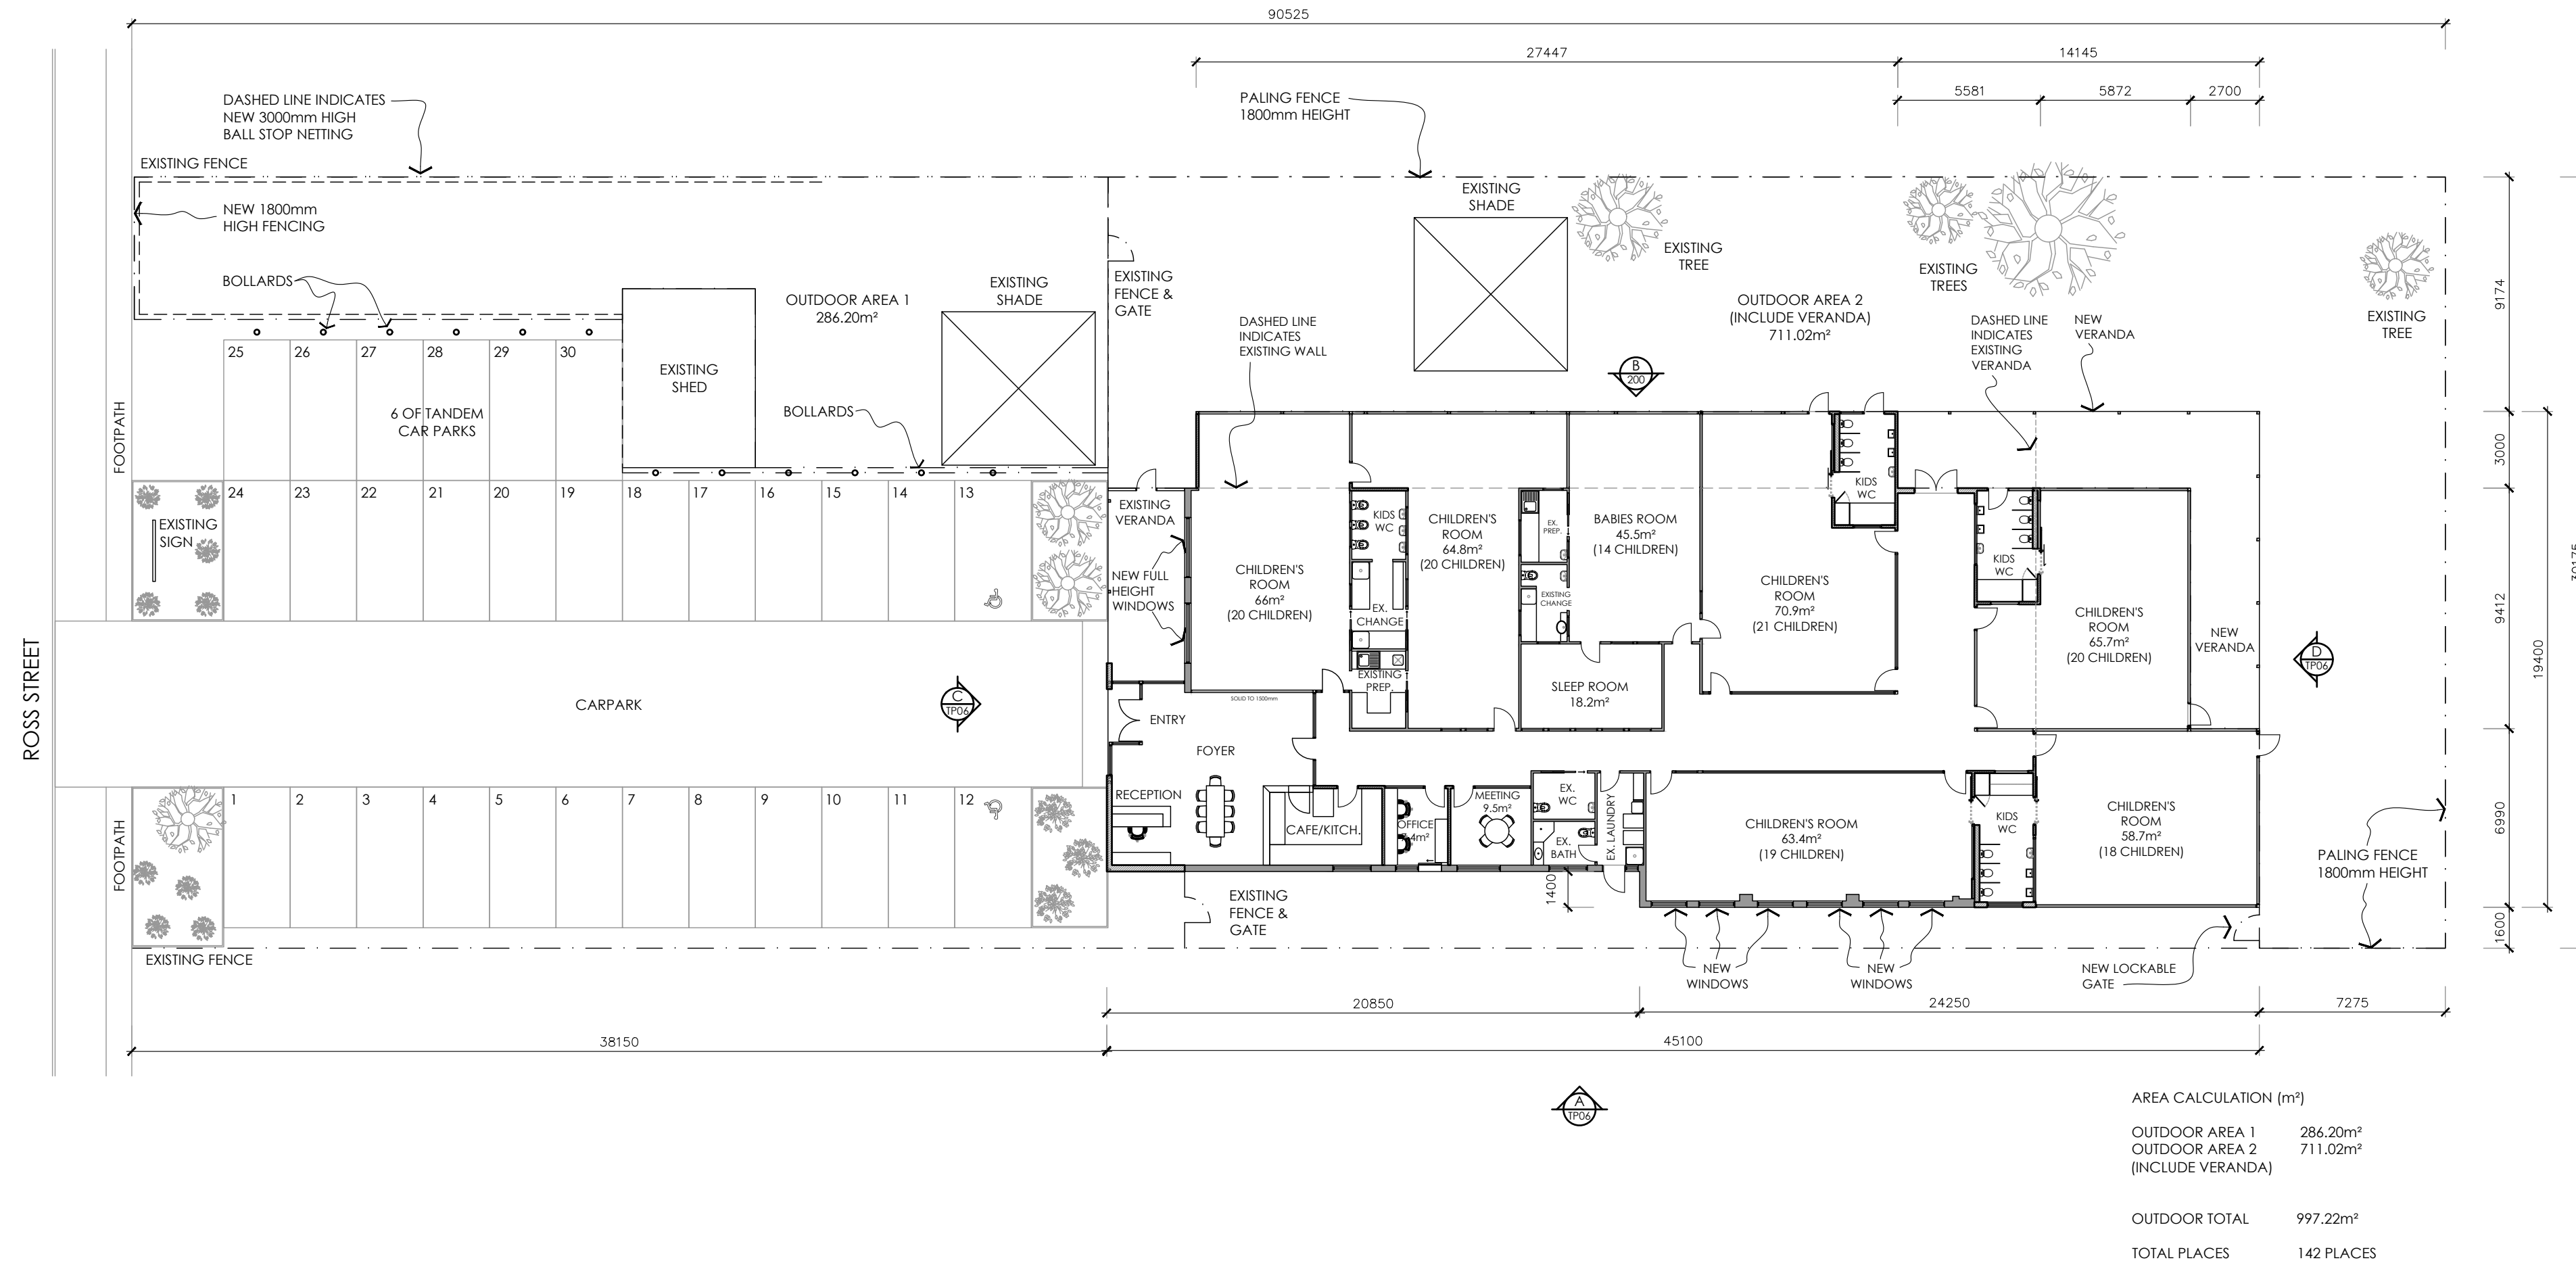 90525
27447
14145
5581
5872
2700
DASHED LINE INDICATES
NEW 3000mm HIGH
BALL STOP NETTING
PALING FENCE
1800mm HEIGHT
EXISTING FENCE
NEW 1800mm
HIGH FENCING
BOLLARDS
OUTDOOR AREA 1
286.20m²
EXISTING
SHADE
EXISTING
FENCE &
GATE
EXISTING
SHADE
EXISTING
TREE
OUTDOOR AREA 2
(INCLUDE VERANDA)
711.02m²
EXISTING
TREES
EXISTING
TREE
DASHED LINE
INDICATES
EXISTING WALL
DASHED LINE
INDICATES
EXISTING
VERANDA
NEW
VERANDA
B
200
25
26
27
28
29
30
6 OF TANDEM
CAR PARKS
EXISTING
SHED
BOLLARDS
FOOTPATH
24
23
22
21
20
19
18
17
16
15
14
13
EXISTING
SIGN
EXISTING
VERANDA
NEW FULL
HEIGHT
WINDOWS
CHILDREN'S
ROOM
66m²
(20 CHILDREN)
KIDS
WC
EX.
CHANGE
EXISTING
PREP.
CHILDREN'S
ROOM
64.8m²
(20 CHILDREN)
EX.
PREP.
EXISTING
CHANGE
BABIES ROOM
45.5m²
(14 CHILDREN)
SLEEP ROOM
18.2m²
CHILDREN'S
ROOM
70.9m²
(21 CHILDREN)
KIDS
WC
KIDS
WC
CHILDREN'S
ROOM
65.7m²
(20 CHILDREN)
NEW
VERANDA
D
TP06
ROSS STREET
CARPARK
C
TP06
SOLID TO 1500mm
ENTRY
FOYER
RECEPTION
CAFE/KITCH.
OFFICE
MEETING
9.5m²
EX.
WC
EX.
BATH
EX. LAUNDRY
CHILDREN'S ROOM
63.4m²
(19 CHILDREN)
KIDS
WC
CHILDREN'S
ROOM
58.7m²
(18 CHILDREN)
FOOTPATH
1
2
3
4
5
6
7
8
9
10
11
12
EXISTING
FENCE &
GATE
1400
PALING FENCE
1800mm HEIGHT
NEW
WINDOWS
NEW
WINDOWS
NEW LOCKABLE
GATE
EXISTING FENCE
9174
3000
9412
6990
1600
19400
20850
24250
7275
38150
45100
A
TP06
AREA CALCULATION (m²)
OUTDOOR AREA 1 286.20m²
OUTDOOR AREA 2 711.02m²
(INCLUDE VERANDA)
OUTDOOR TOTAL 997.22m²
TOTAL PLACES 142 PLACES